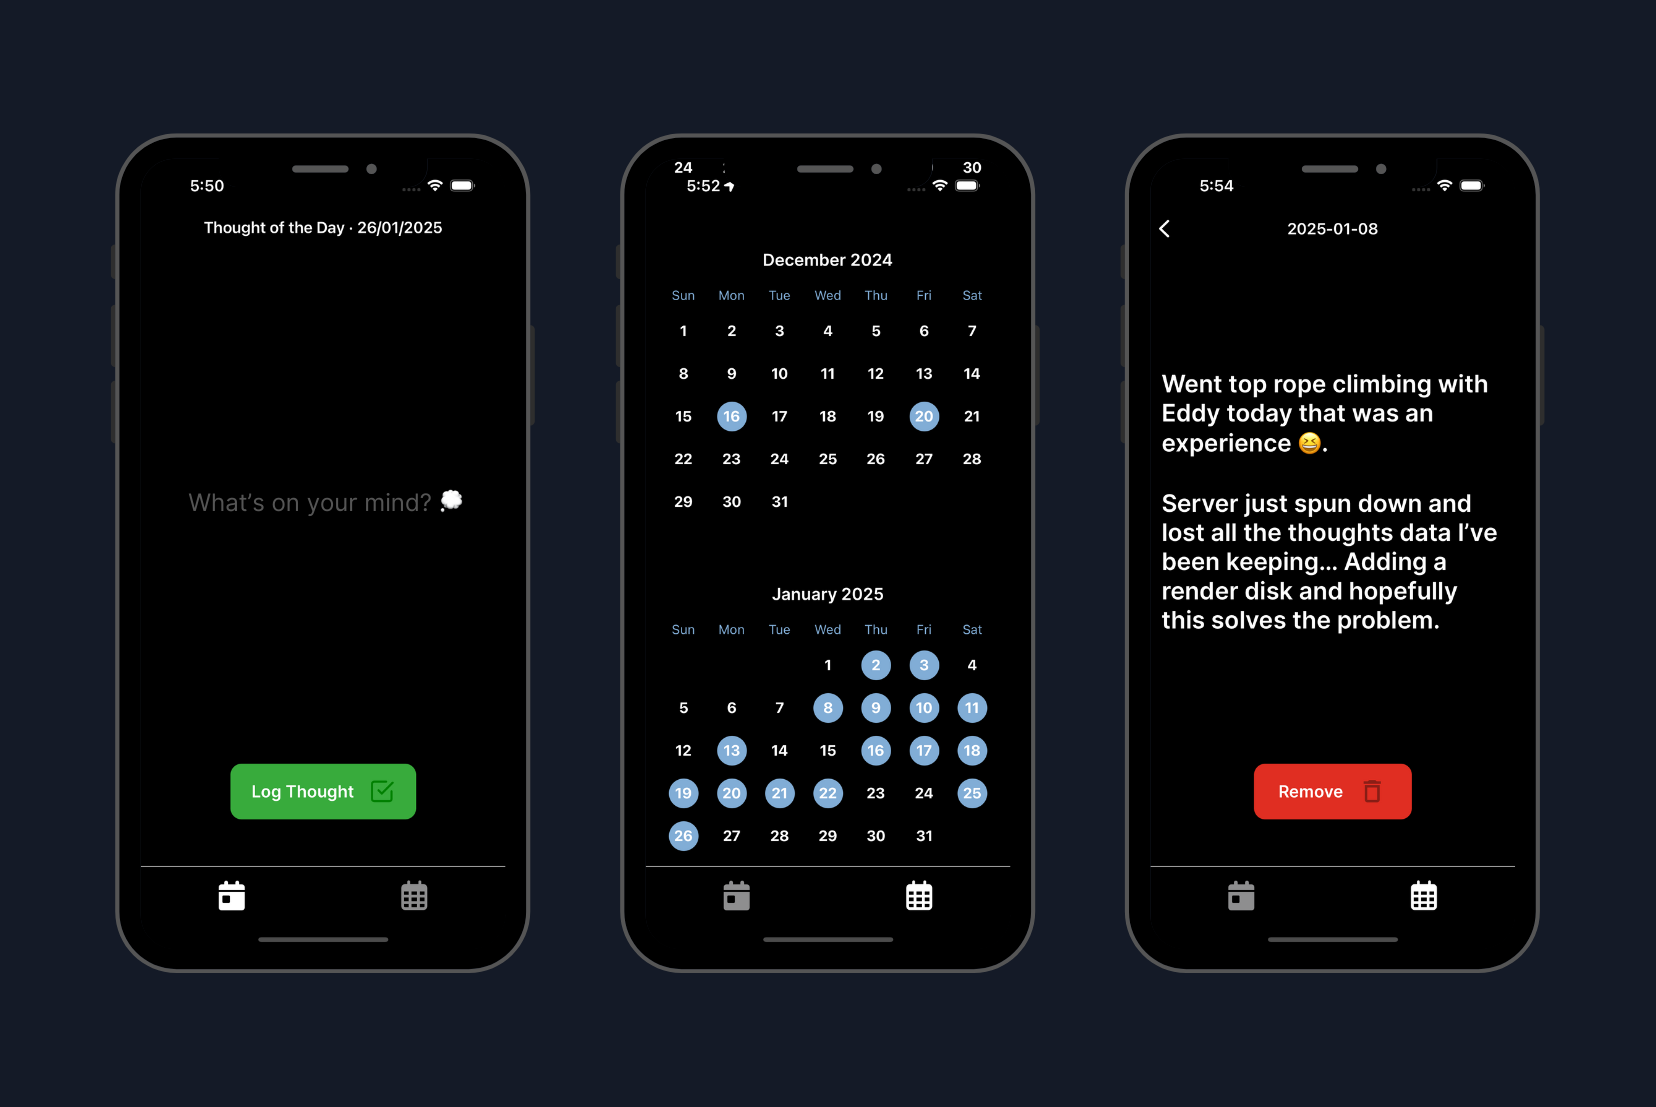 5:50
Thought of the Day · 26/01/2025
What's on your mind? 💭
Log Thought
24 30
5:52
December 2024
Sun Mon Tue Wed Thu Fri Sat
1 2 3 4 5 6 7
8 9 10 11 12 13 14
15 16 17 18 19 20 21
22 23 24 25 26 27 28
29 30 31
January 2025
Sun Mon Tue Wed Thu Fri Sat
1 2 3 4
5 6 7 8 9 10 11
12 13 14 15 16 17 18
19 20 21 22 23 24 25
26 27 28 29 30 31
5:54
2025-01-08
Went top rope climbing with
Eddy today that was an
experience 😆.
Server just spun down and
lost all the thoughts data I've
been keeping... Adding a
render disk and hopefully
this solves the problem.
Remove